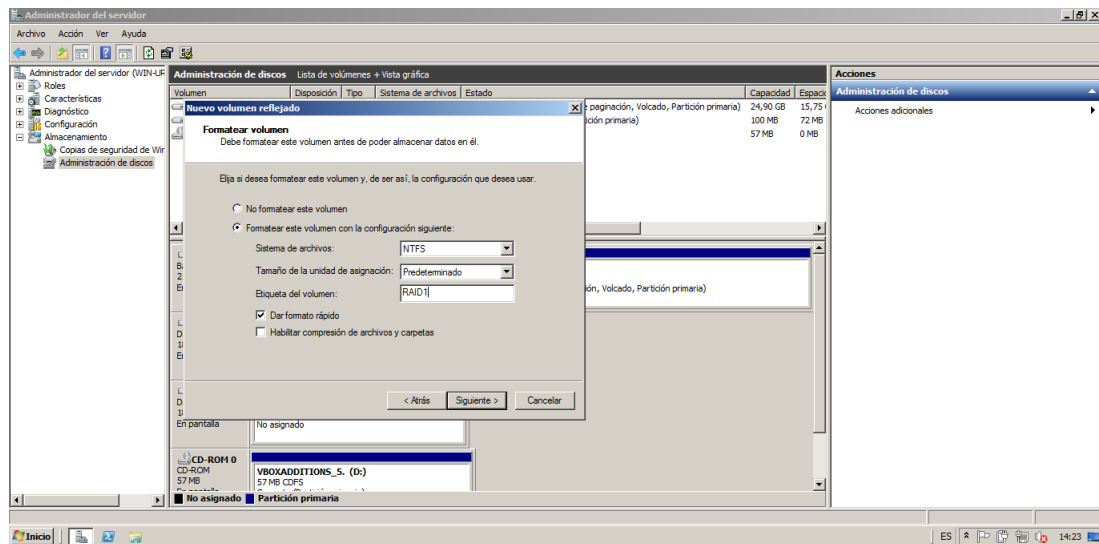 Administrador del servidor
Archivo Acción Ver Ayuda
Administrador del servidor (WIN-UF
Roles
Características
Diagnóstico
Configuración
Almacenamiento
Copias de seguridad de Wir
Administración de discos
Administración de discos Lista de volúmenes + Vista gráfica
Volumen Disposición Tipo Sistema de archivos Estado Capacidad Espaci
paginación, Volcado, Partición primaria) 24,90 GB 15,75
ición primaria) 100 MB 72 MB
57 MB 0 MB
Nuevo volumen reflejado
Formatear volumen
Debe formatear este volumen antes de poder almacenar datos en él.
Elija si desea formatear este volumen y, de ser así, la configuración que desea usar.
No formatear este volumen
Formatear este volumen con la configuración siguiente:
Sistema de archivos: NTFS
Tamaño de la unidad de asignación: Predeterminado
Etiqueta del volumen: RAID1
Dar formato rápido
Habilitar compresión de archivos y carpetas
< Atrás Siguiente > Cancelar
ión, Volcado, Partición primaria)
En pantalla No asignado
CD-ROM 0
CD-ROM VBOXADDITIONS_5. (D:)
57 MB 57 MB CDFS
No asignado Partición primaria
Acciones
Administración de discos
Acciones adicionales
Inicio ES 14:23